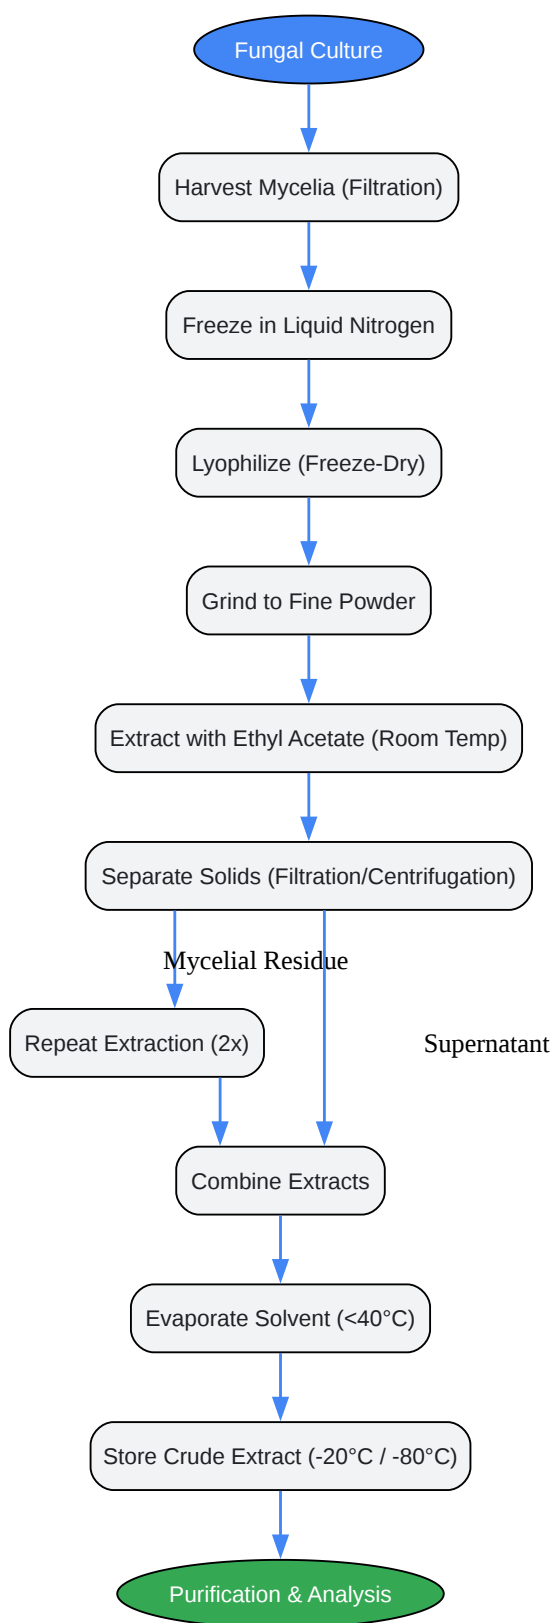 Fungal Culture
Harvest Mycelia (Filtration)
Freeze in Liquid Nitrogen
Lyophilize (Freeze-Dry)
Grind to Fine Powder
Extract with Ethyl Acetate (Room Temp)
Separate Solids (Filtration/Centrifugation)
Mycelial Residue
Repeat Extraction (2x)
Supernatant
Combine Extracts
Evaporate Solvent (<40°C)
Store Crude Extract (-20°C / -80°C)
Purification & Analysis